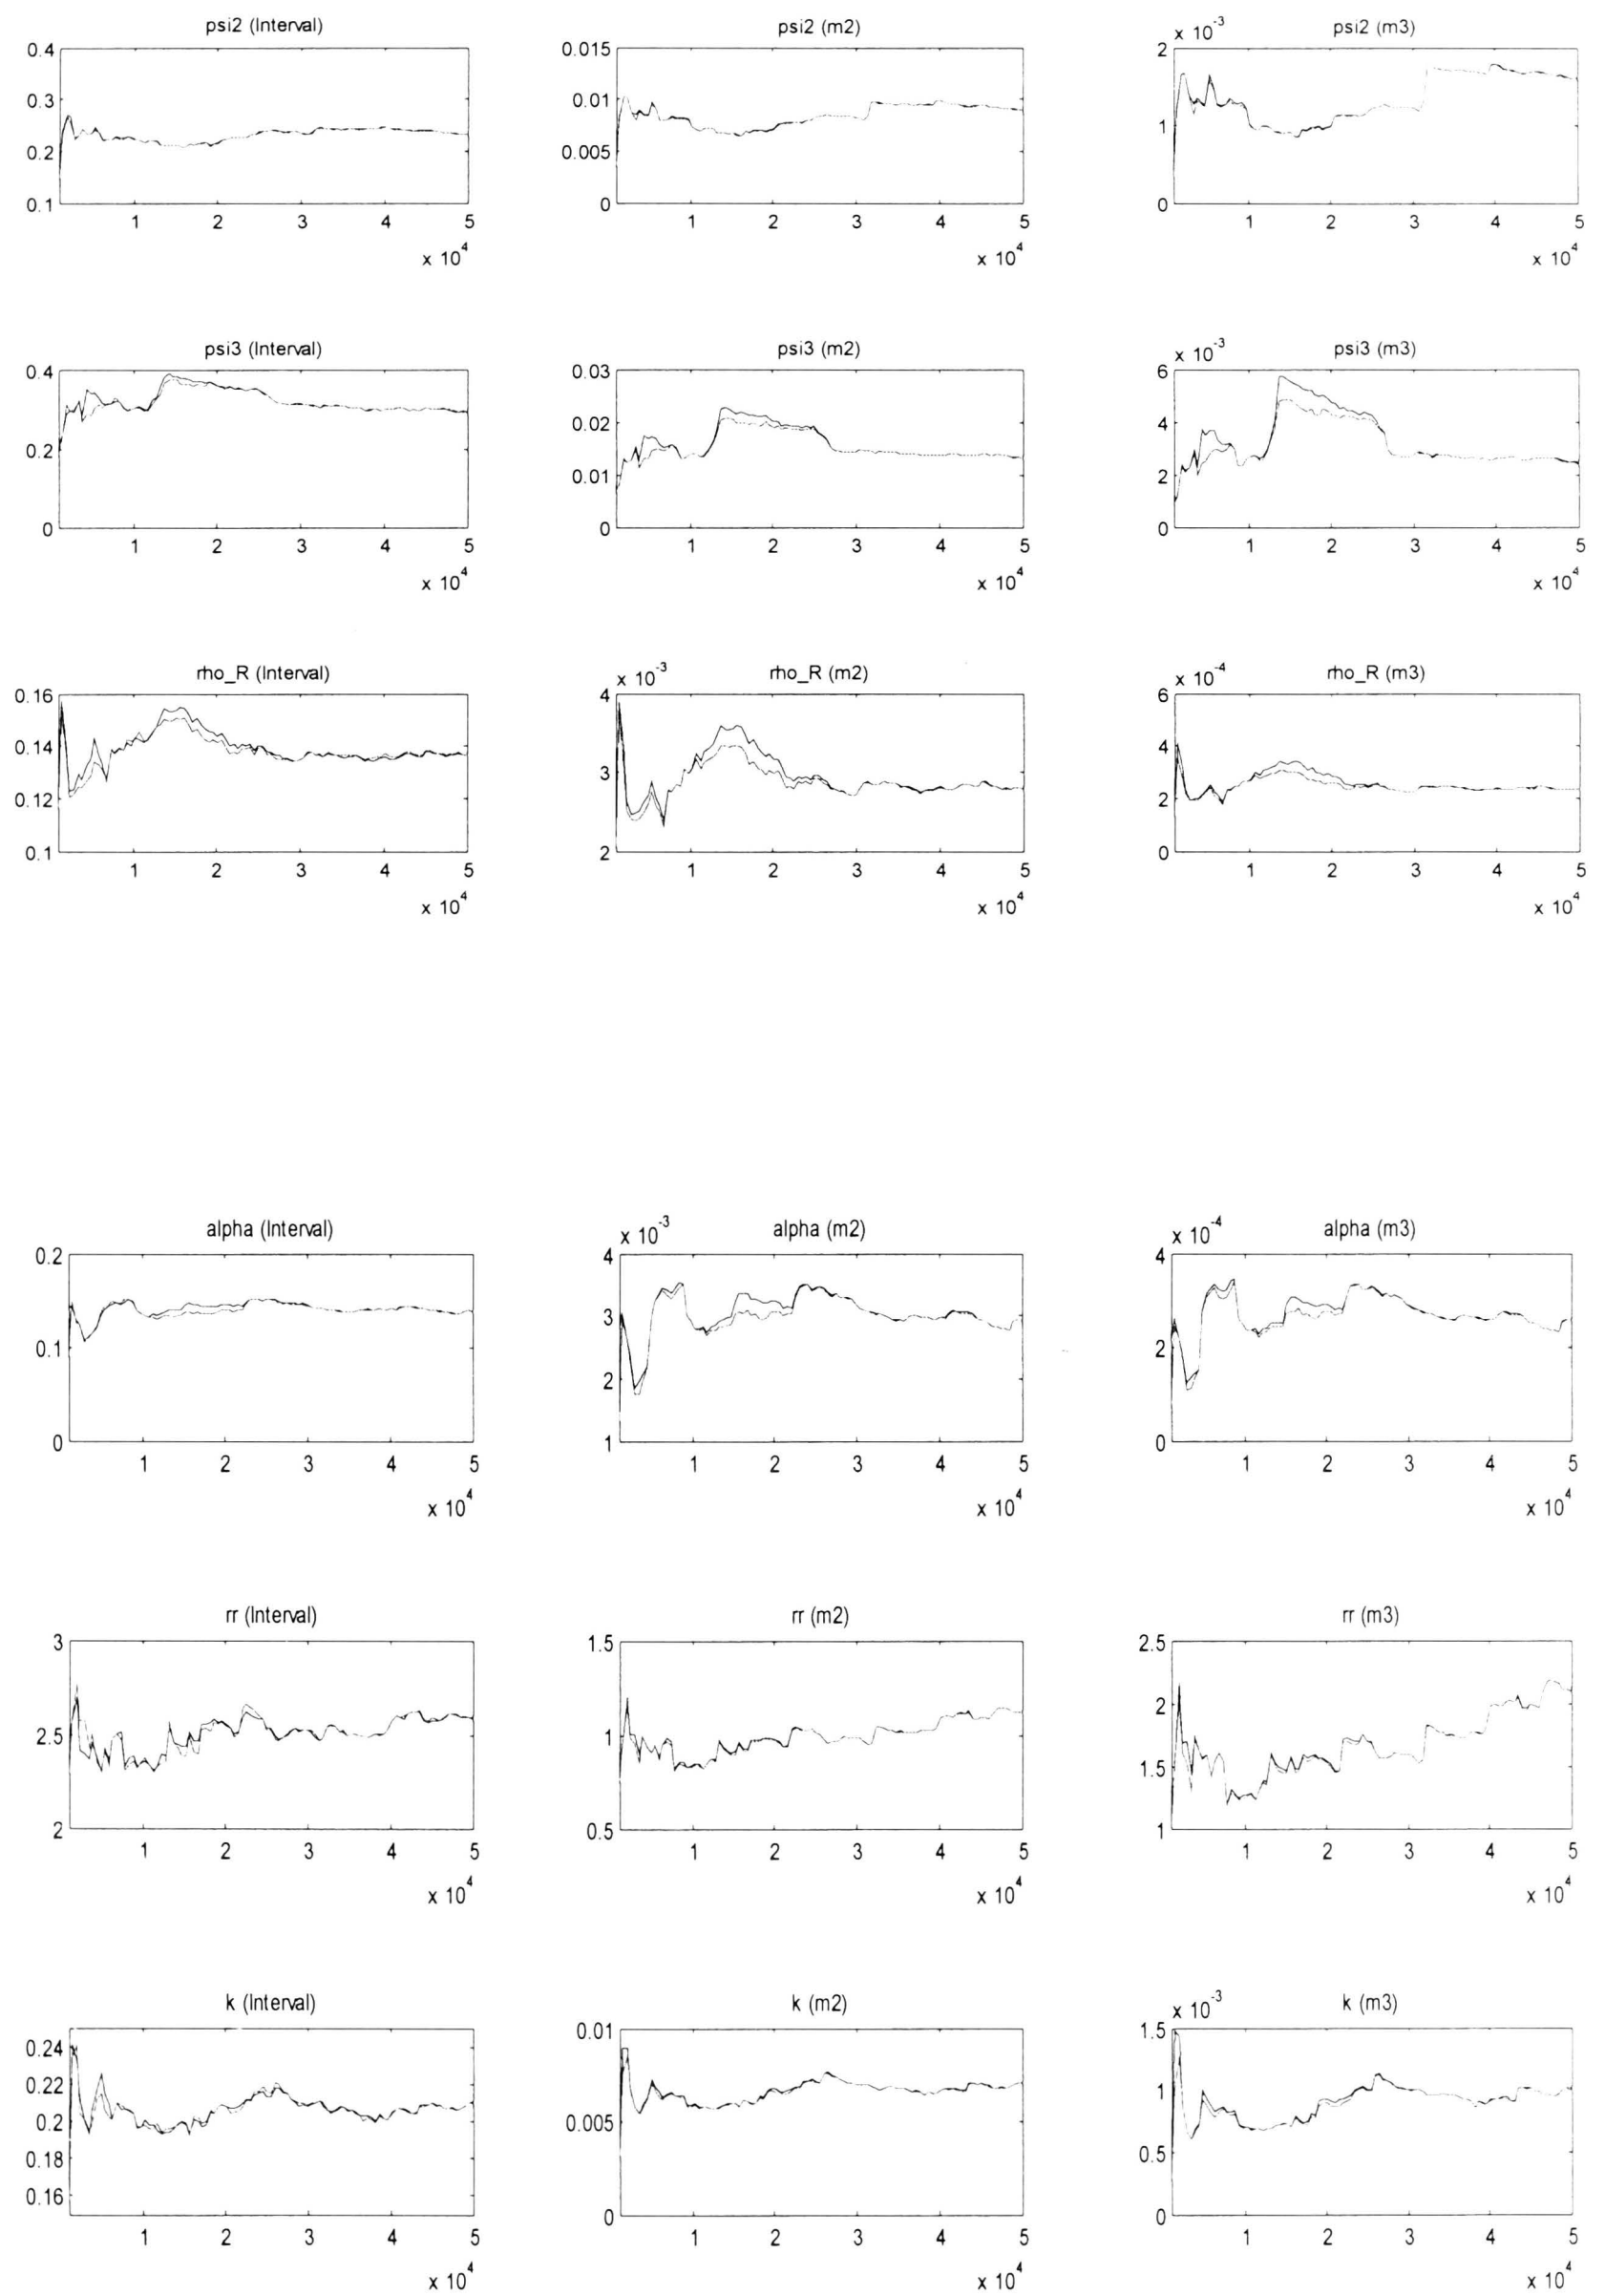 psi2 (Interval) psi2 (m2) psi2 (m3)
x 10^-3
0.4 0.015 2
0.3 0.01
0.2 0.005 1
0.1 0 0
1 2 3 4 5 1 2 3 4 5 1 2 3 4 5
x 10^4 x 10^4 x 10^4
psi3 (Interval) psi3 (m2) psi3 (m3)
x 10^-3
0.4 0.03 6
0.02 4
0.2 0.01 2
0 0 0
1 2 3 4 5 1 2 3 4 5 1 2 3 4 5
x 10^4 x 10^4 x 10^4
rho_R (Interval) rho_R (m2) rho_R (m3)
x 10^-3 x 10^-4
0.16 4 6
0.14 3 4
0.12 2
0.1 2 0
1 2 3 4 5 1 2 3 4 5 1 2 3 4 5
x 10^4 x 10^4 x 10^4
alpha (Interval) alpha (m2) alpha (m3)
x 10^-3 x 10^-4
0.2 4 4
3
0.1 2 2
0 1 0
1 2 3 4 5 1 2 3 4 5 1 2 3 4 5
x 10^4 x 10^4 x 10^4
rr (Interval) rr (m2) rr (m3)
3 1.5 2.5
2
2.5 1 1.5
2 0.5 1
1 2 3 4 5 1 2 3 4 5 1 2 3 4 5
x 10^4 x 10^4 x 10^4
k (Interval) k (m2) k (m3)
x 10^-3
0.24 0.01 1.5
0.22 1
0.2 0.005
0.18 0.5
0.16 0 0
1 2 3 4 5 1 2 3 4 5 1 2 3 4 5
x 10^4 x 10^4 x 10^4